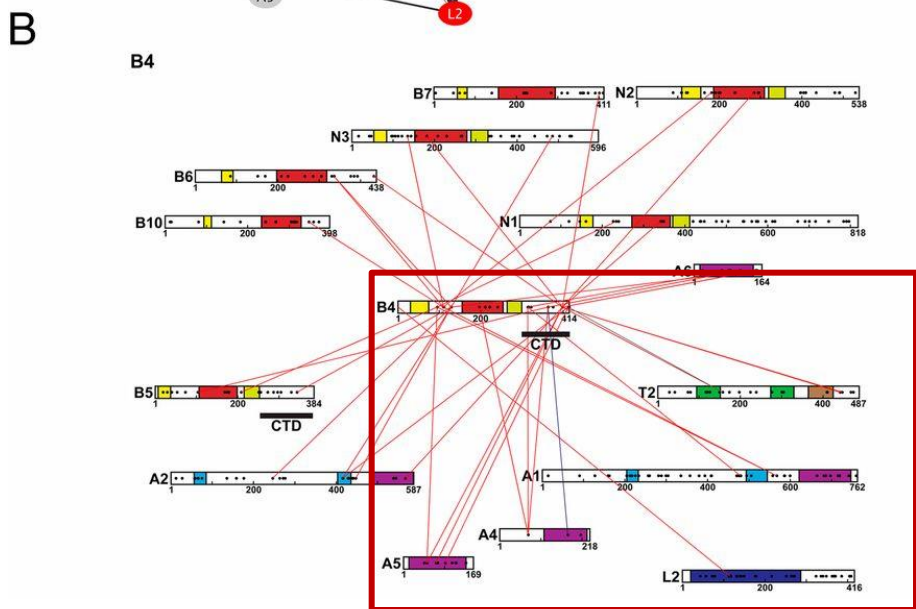 L2
B
B4
B7
1 200 411
N2
1 200 400 538
N3
1 200 400 596
B6
1 200 438
B10
1 200 398
N1
1 200 400 600 818
A6
1 164
B4
1 200 414
CTD
B5
1 200 384
CTD
T2
1 200 400 487
A2
1 200 400 587
A1
1 200 400 600 762
A4
1 218
A5
1 169
L2
1 200 416